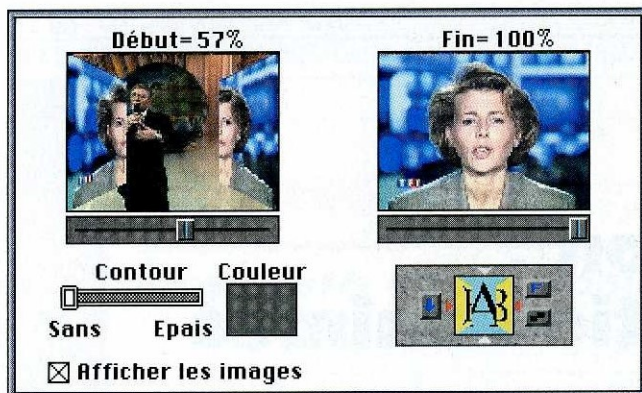 Début=57% Fin=100%
Contour Couleur
Sans Epais
Afficher les images